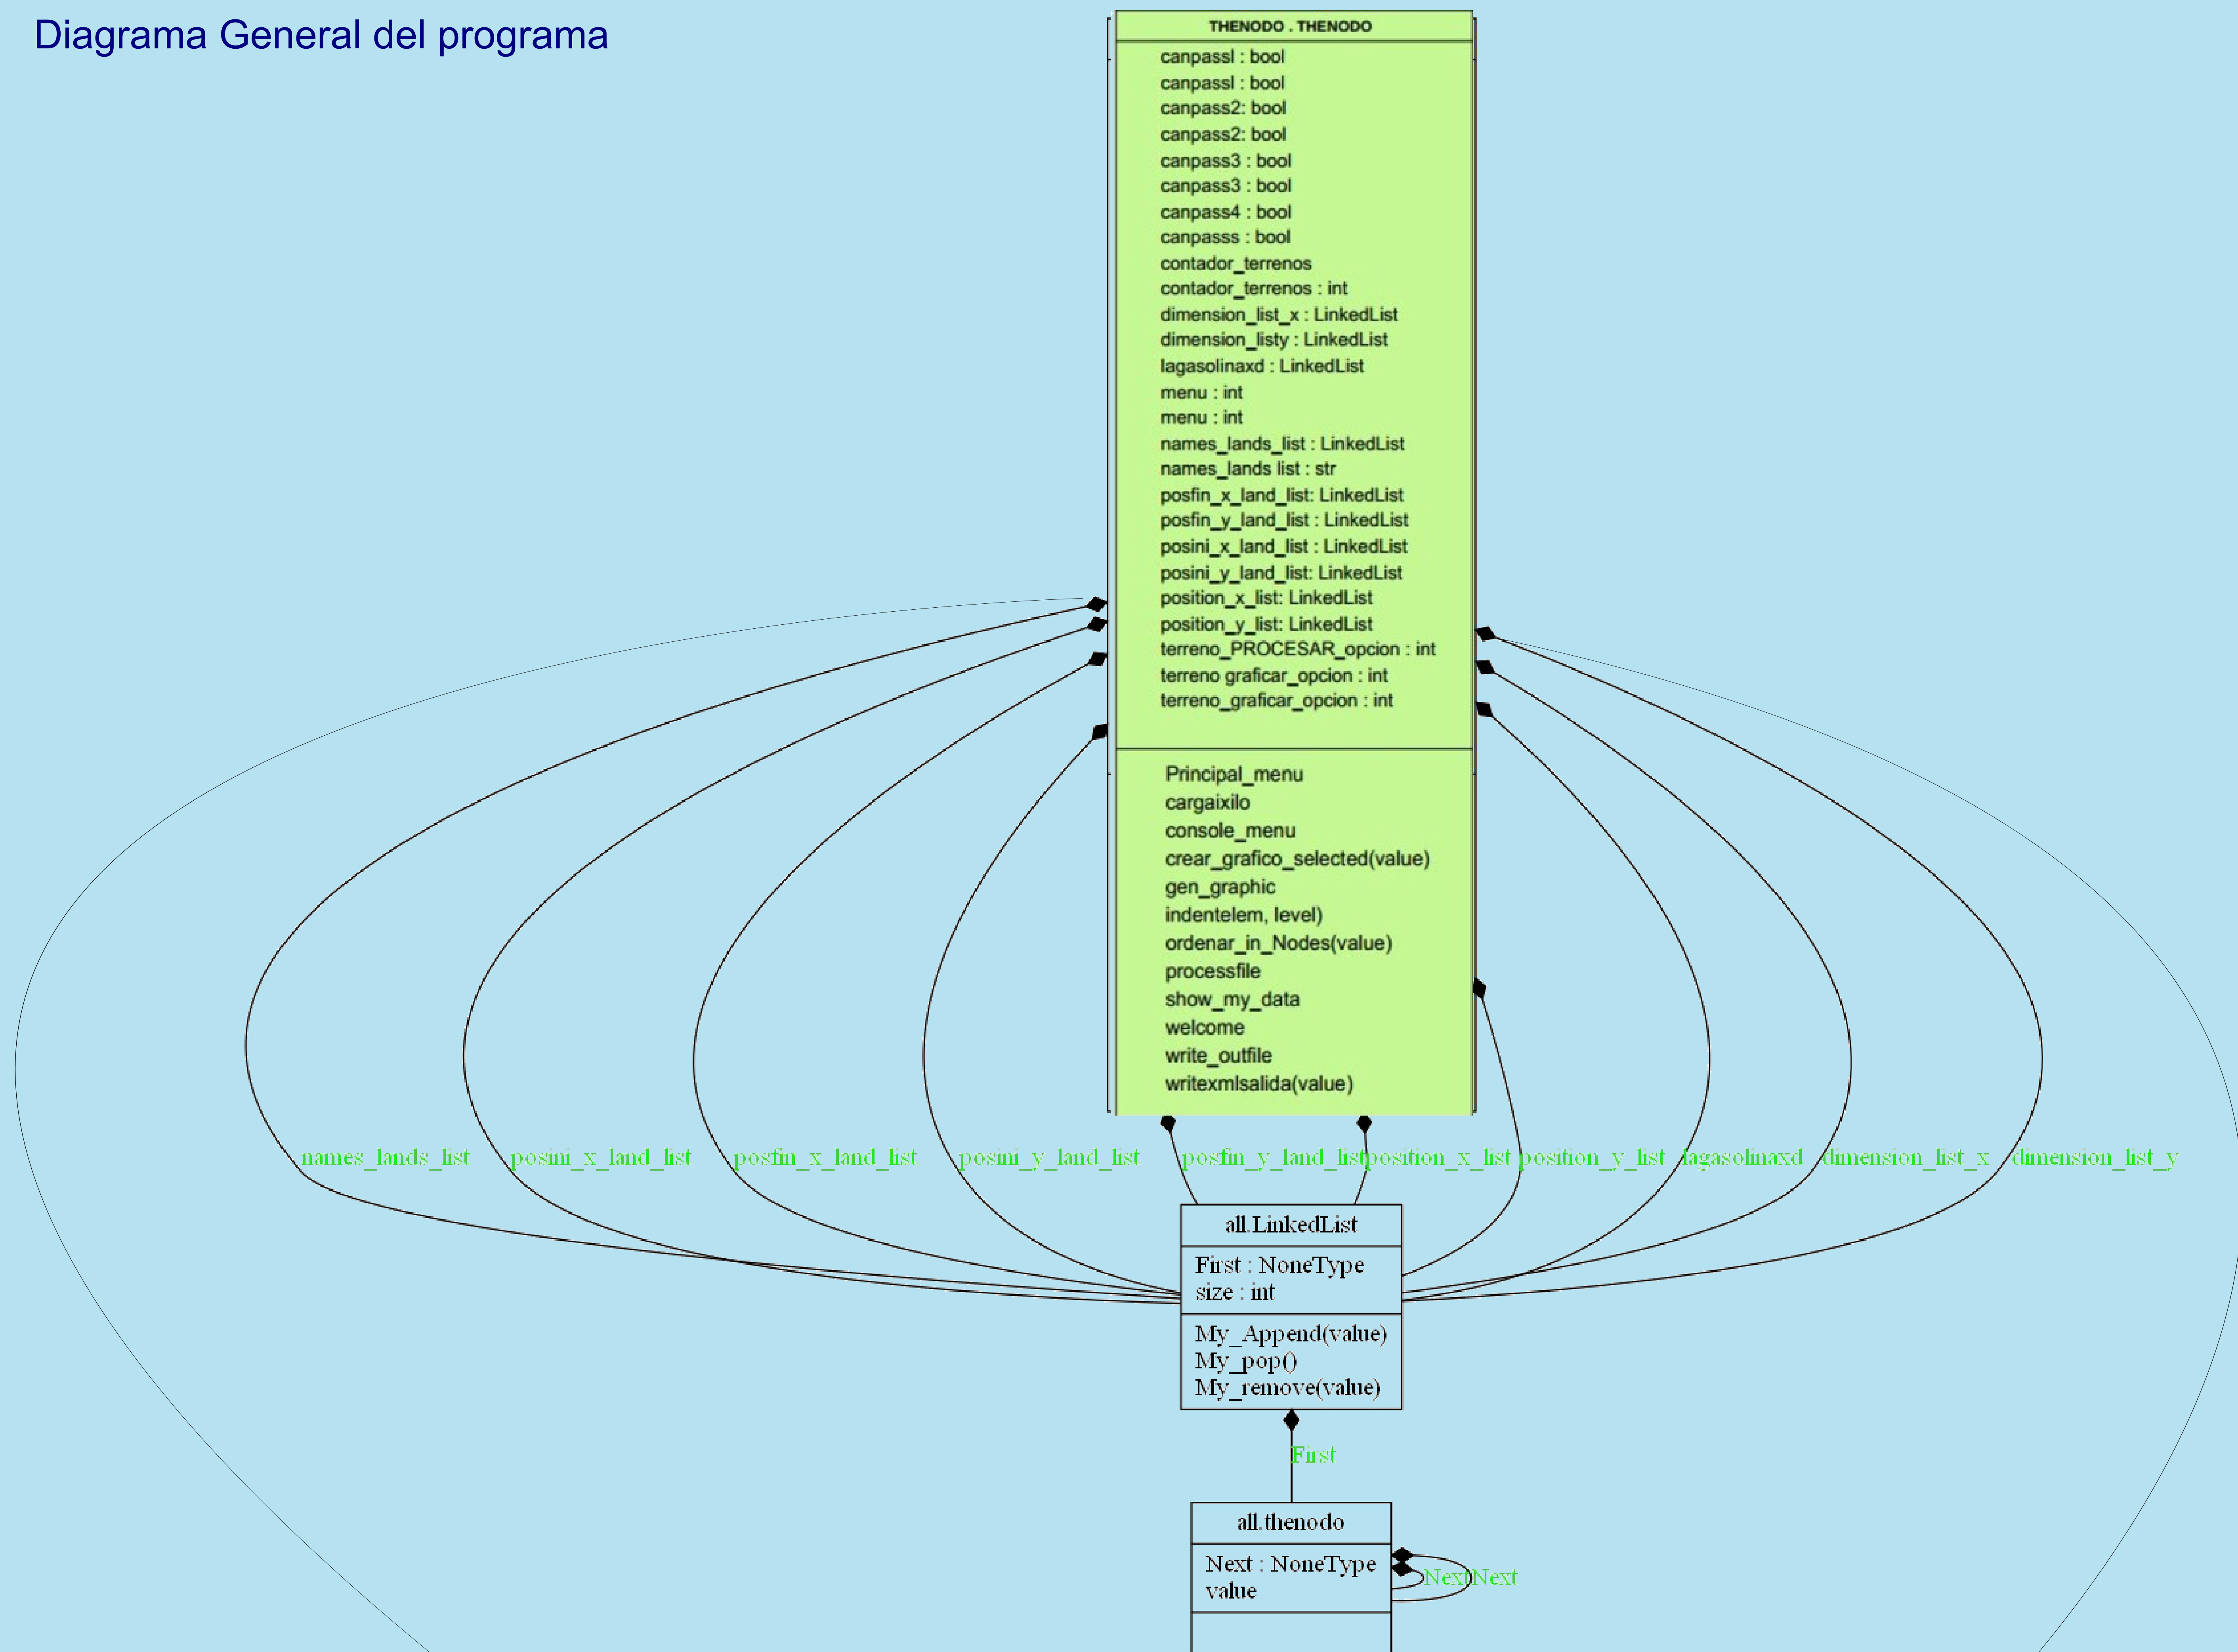 Diagrama General del programa
THENODO . THENODO
canpassl : bool
canpassl : bool
canpass2: bool
canpass2: bool
canpass3 : bool
canpass3 : bool
canpass4 : bool
canpasss : bool
contador_terrenos
contador_terrenos : int
dimension_list_x : LinkedList
dimension_listy : LinkedList
lagasolinaxd : LinkedList
menu : int
menu : int
names_lands_list : LinkedList
names_lands list : str
posfin_x_land_list: LinkedList
posfin_y_land_list : LinkedList
posini_x_land_list : LinkedList
posini_y_land_list: LinkedList
position_x_list: LinkedList
position_y_list: LinkedList
terreno_PROCESAR_opcion : int
terreno graficar_opcion : int
terreno_graficar_opcion : int
Principal_menu
cargaixilo
console_menu
crear_grafico_selected(value)
gen_graphic
indentelem, level)
ordenar_in_Nodes(value)
processfile
show_my_data
welcome
write_outfile
writexmlsalida(value)
names_lands_list posini_x_land_list posfin_x_land_list posini_y_land_list posfin_y_land_list position_x_list position_y_list lagasolinaxd dimension_list_x dimension_list_y
all.LinkedList
First : NoneType
size : int
My_Append(value)
My_pop()
My_remove(value)
First
all.thenodo
Next : NoneType
value
Next Next